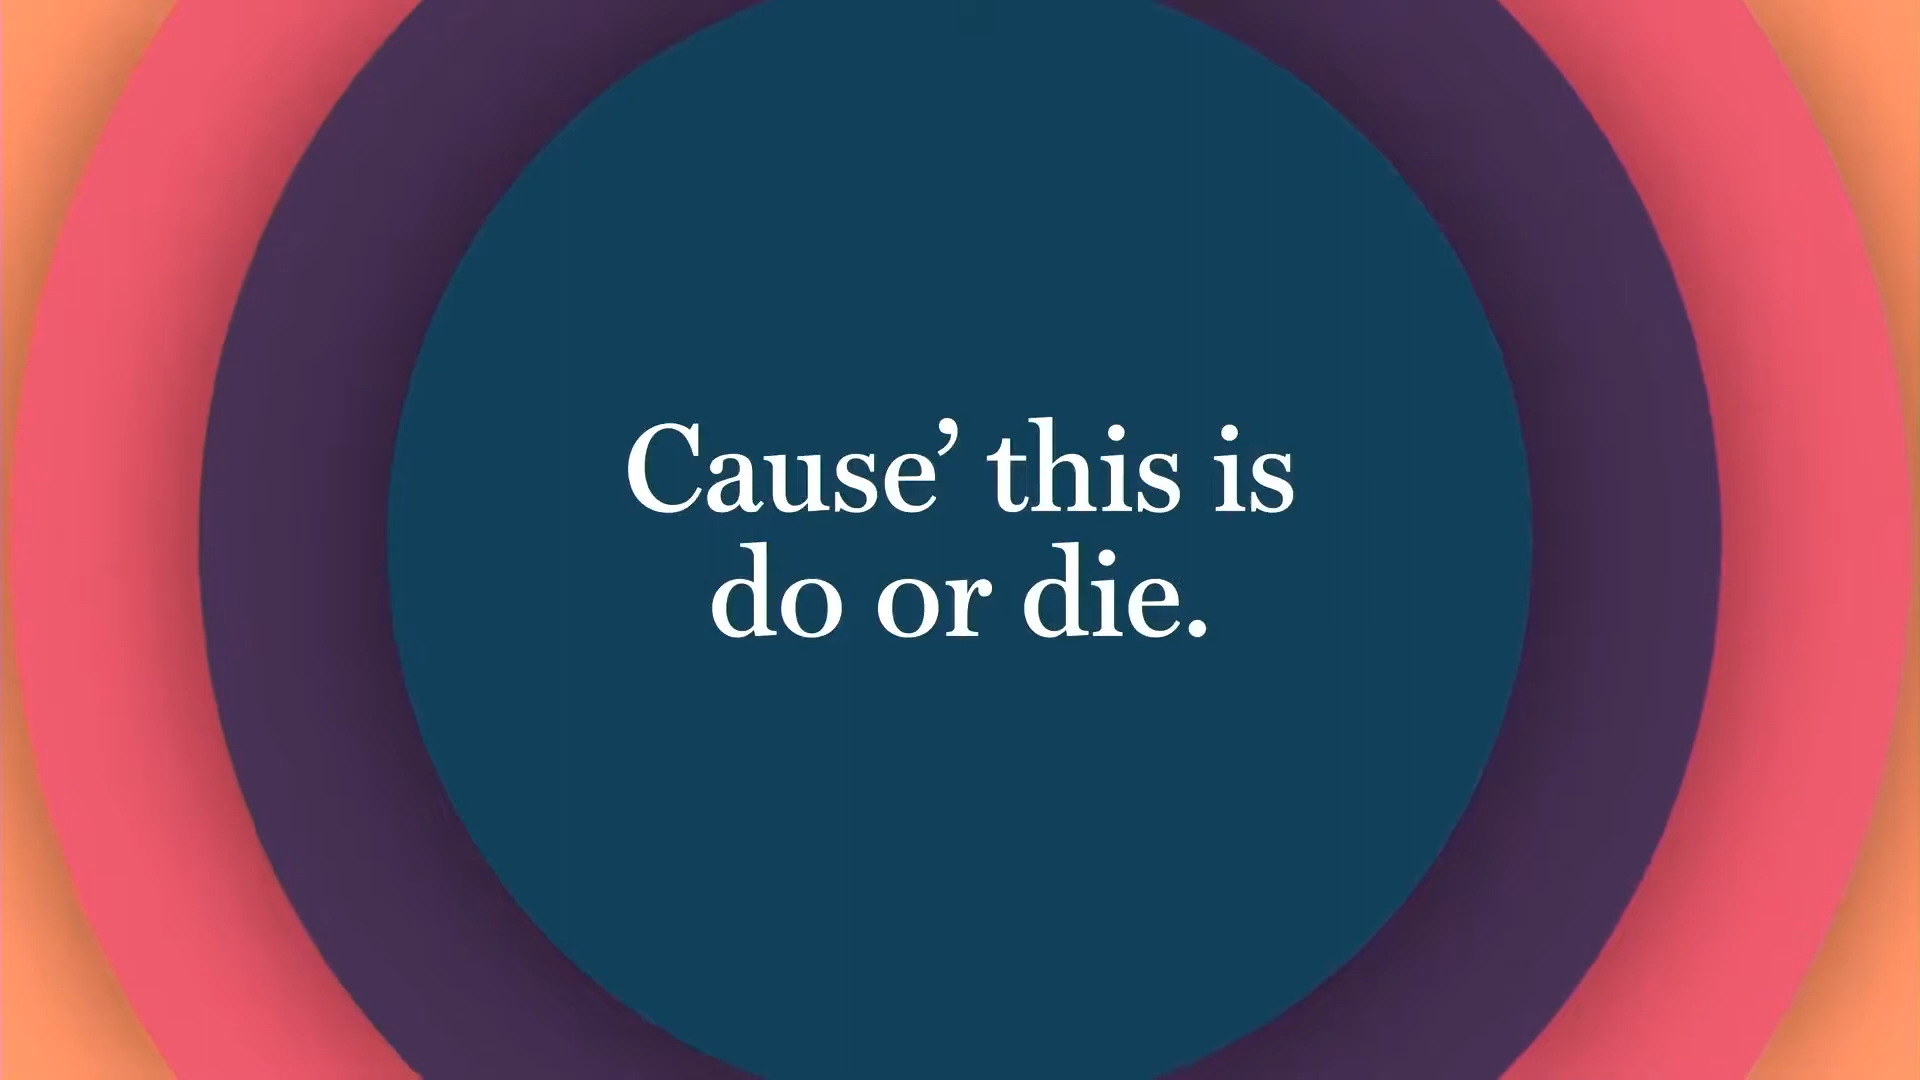 Cause’ this is
do or die.